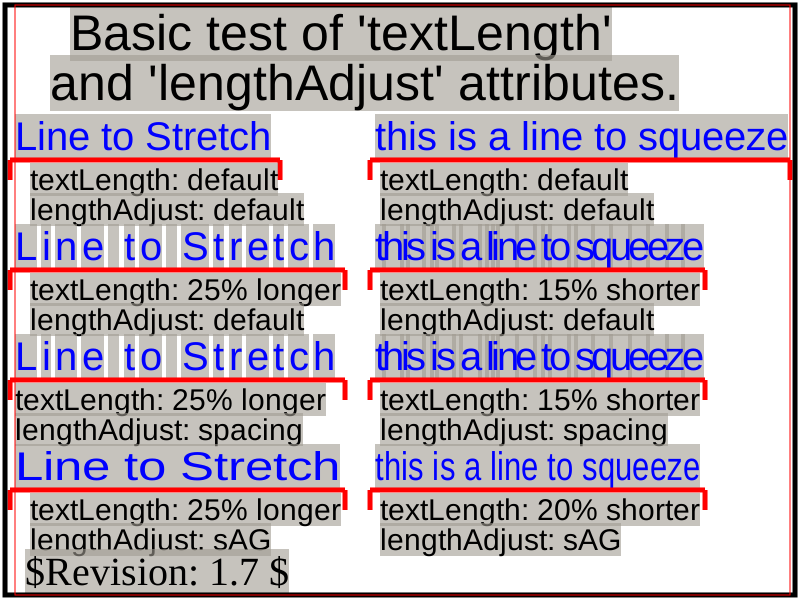 Basic test of 'textLength'
and 'lengthAdjust' attributes.
Line to Stretch
textLength: default
lengthAdjust: default
this is a line to squeeze
textLength: default
lengthAdjust: default
Line to Stretch
textLength: 25% longer
lengthAdjust: default
this is a line to squeeze
textLength: 15% shorter
lengthAdjust: default
Line to Stretch
textLength: 25% longer
lengthAdjust: spacing
this is a line to squeeze
textLength: 15% shorter
lengthAdjust: spacing
Line to Stretch
textLength: 25% longer
lengthAdjust: sAG
this is a line to squeeze
textLength: 20% shorter
lengthAdjust: sAG
$Revision: 1.7 $